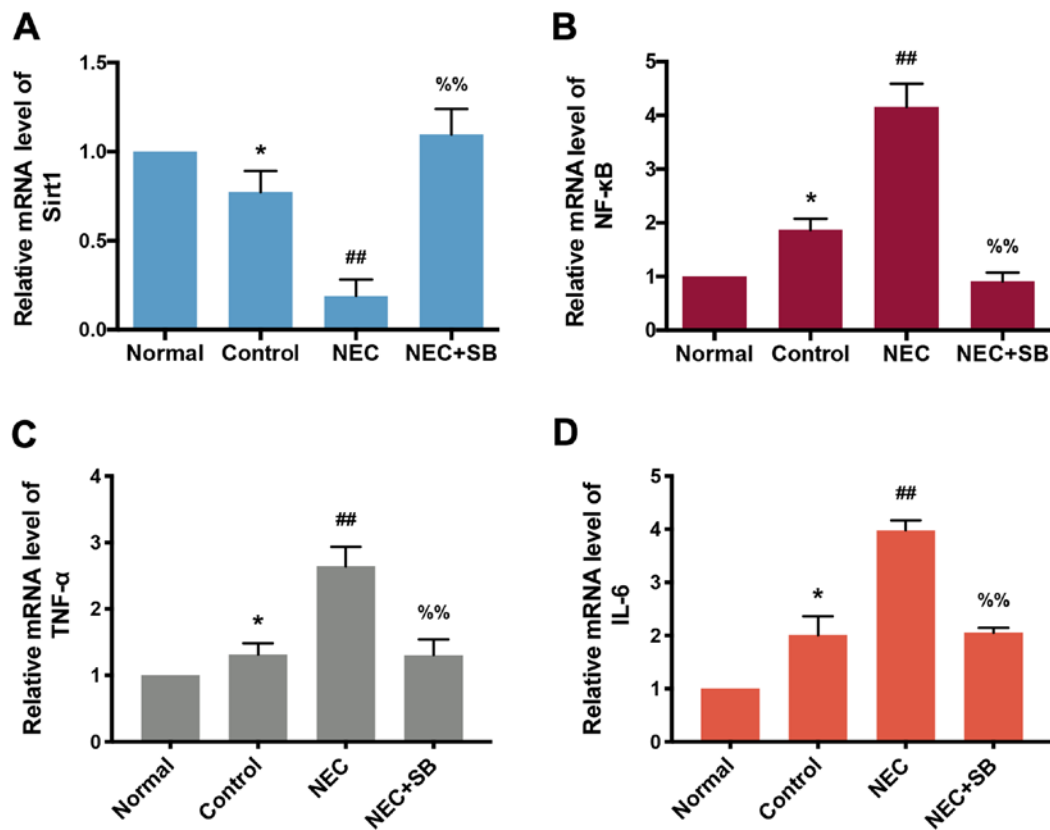 A
Relative mRNA level of
Sirt1
1.5
1.0
0.5
0.0
*
##
%%
Normal Control NEC NEC+SB
B
Relative mRNA level of
NF-κB
5
4
3
2
1
0
*
##
%%
Normal Control NEC NEC+SB
C
Relative mRNA level of
TNF-α
4
3
2
1
0
*
##
%%
Normal
Control
NEC
NEC+SB
D
Relative mRNA level of
IL-6
5
4
3
2
1
0
*
##
%%
Normal
Control
NEC
NEC+SB